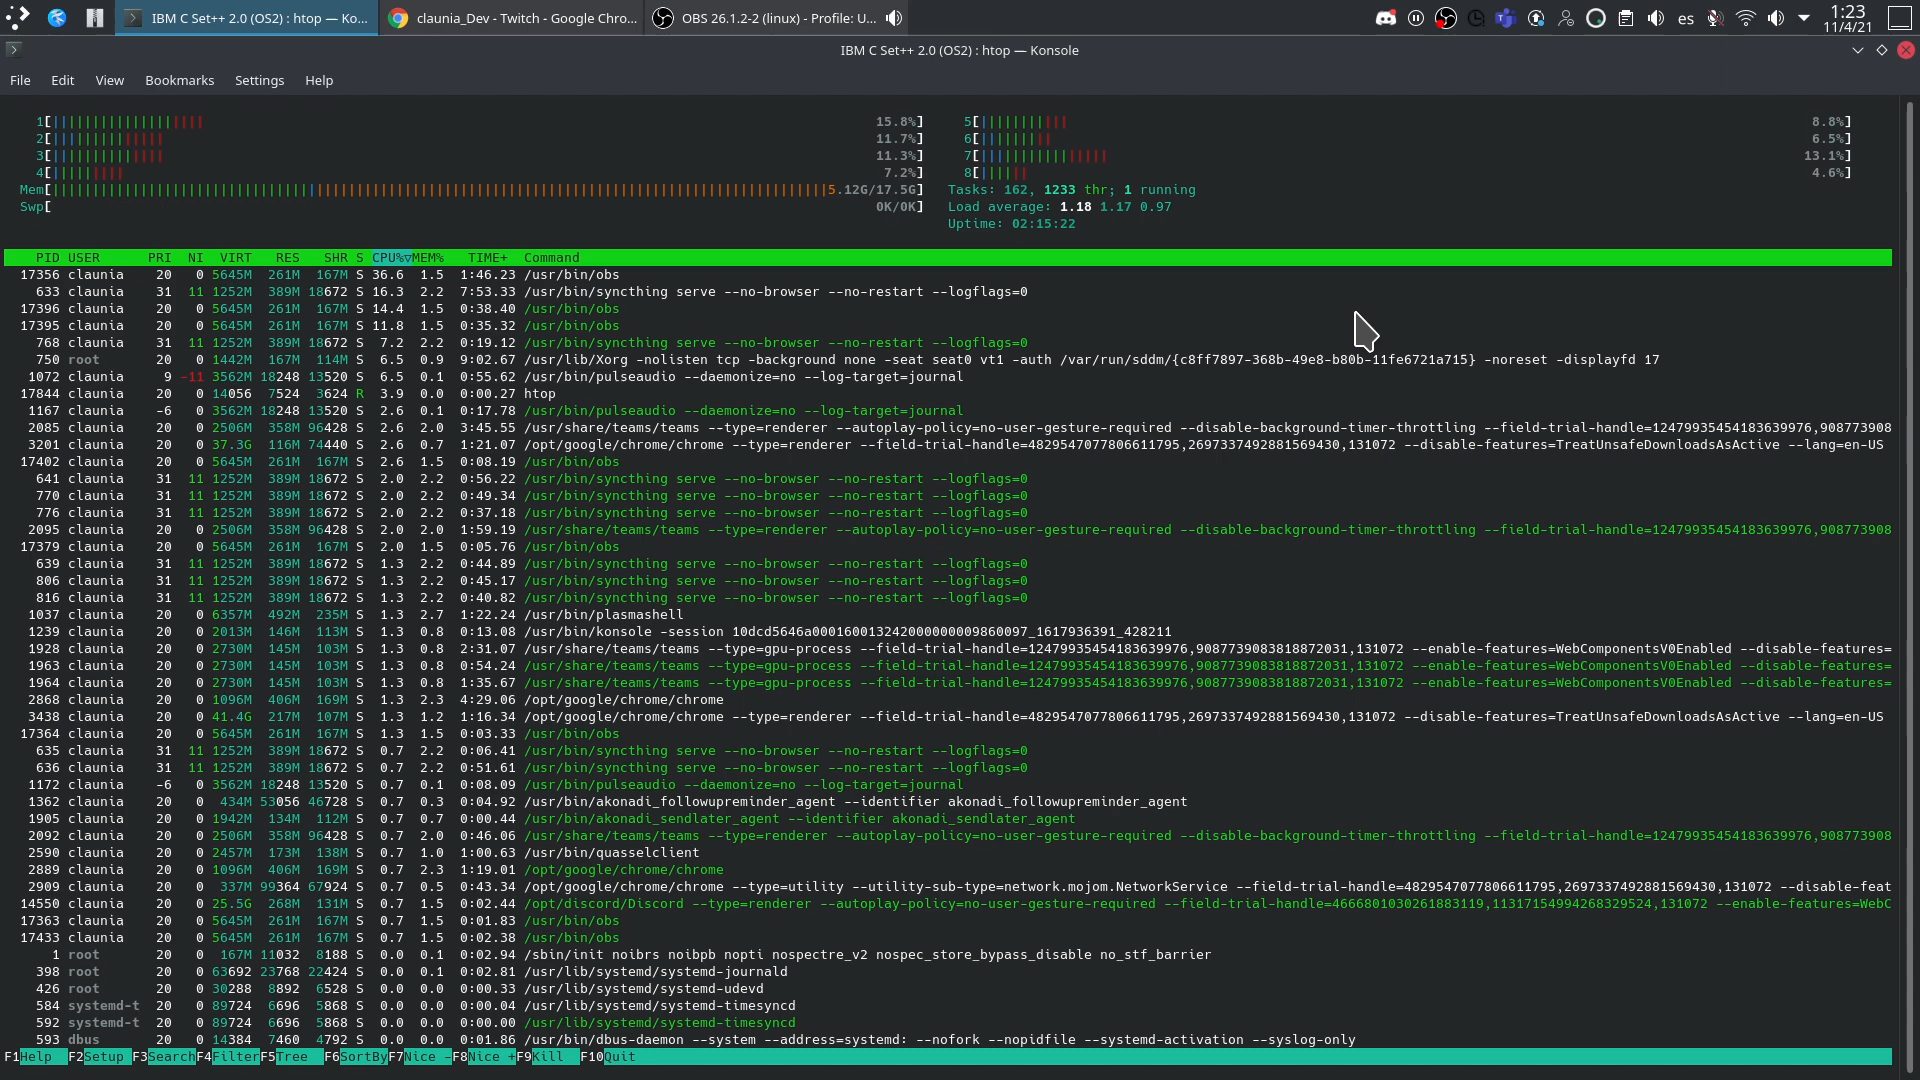 IBM C Set++ 2.0 (OS2) : htop — Ko...
claunia_Dev - Twitch - Google Chro...
OBS 26.1.2-2 (linux) - Profile: U...
es
1:23
11/4/21
IBM C Set++ 2.0 (OS2) : htop — Konsole
File Edit View Bookmarks Settings Help
1[ 15.8%] 5[ 8.8%]
2[ 11.7%] 6[ 6.5%]
3[ 11.3%] 7[ 13.1%]
4[ 7.2%] 8[ 4.6%]
Mem[ 5.12G/17.5G] Tasks: 162, 1233 thr; 1 running
Swp[ 0K/0K] Load average: 1.18 1.17 0.97
Uptime: 02:15:22
PID USER PRI NI VIRT RES SHR S CPU%▽MEM% TIME+ Command
17356 claunia 20 0 5645M 261M 167M S 36.6 1.5 1:46.23 /usr/bin/obs
633 claunia 31 11 1252M 389M 18672 S 16.3 2.2 7:53.33 /usr/bin/syncthing serve --no-browser --no-restart --logflags=0
17396 claunia 20 0 5645M 261M 167M S 14.4 1.5 0:38.40 /usr/bin/obs
17395 claunia 20 0 5645M 261M 167M S 11.8 1.5 0:35.32 /usr/bin/obs
768 claunia 31 11 1252M 389M 18672 S 7.2 2.2 0:19.12 /usr/bin/syncthing serve --no-browser --no-restart --logflags=0
750 root 20 0 1442M 167M 114M S 6.5 0.9 9:02.67 /usr/lib/Xorg -nolisten tcp -background none -seat seat0 vt1 -auth /var/run/sddm/{c8ff7897-368b-49e8-b80b-11fe6721a715} -noreset -displayfd 17
1072 claunia 9 -11 3562M 18248 13520 S 6.5 0.1 0:55.62 /usr/bin/pulseaudio --daemonize=no --log-target=journal
17844 claunia 20 0 14056 7524 3624 R 3.9 0.0 0:00.27 htop
1167 claunia -6 0 3562M 18248 13520 S 2.6 0.1 0:17.78 /usr/bin/pulseaudio --daemonize=no --log-target=journal
2085 claunia 20 0 2506M 358M 96428 S 2.6 2.0 3:45.55 /usr/share/teams/teams --type=renderer --autoplay-policy=no-user-gesture-required --disable-background-timer-throttling --field-trial-handle=12479935454183639976,908773908
3201 claunia 20 0 37.3G 116M 74440 S 2.6 0.7 1:21.07 /opt/google/chrome/chrome --type=renderer --field-trial-handle=4829547077806611795,2697337492881569430,131072 --disable-features=TreatUnsafeDownloadsAsActive --lang=en-US
17402 claunia 20 0 5645M 261M 167M S 2.6 1.5 0:08.19 /usr/bin/obs
641 claunia 31 11 1252M 389M 18672 S 2.0 2.2 0:56.22 /usr/bin/syncthing serve --no-browser --no-restart --logflags=0
770 claunia 31 11 1252M 389M 18672 S 2.0 2.2 0:49.34 /usr/bin/syncthing serve --no-browser --no-restart --logflags=0
776 claunia 31 11 1252M 389M 18672 S 2.0 2.2 0:37.18 /usr/bin/syncthing serve --no-browser --no-restart --logflags=0
2095 claunia 20 0 2506M 358M 96428 S 2.0 2.0 1:59.19 /usr/share/teams/teams --type=renderer --autoplay-policy=no-user-gesture-required --disable-background-timer-throttling --field-trial-handle=12479935454183639976,908773908
17379 claunia 20 0 5645M 261M 167M S 2.0 1.5 0:05.76 /usr/bin/obs
639 claunia 31 11 1252M 389M 18672 S 1.3 2.2 0:44.89 /usr/bin/syncthing serve --no-browser --no-restart --logflags=0
806 claunia 31 11 1252M 389M 18672 S 1.3 2.2 0:45.17 /usr/bin/syncthing serve --no-browser --no-restart --logflags=0
816 claunia 31 11 1252M 389M 18672 S 1.3 2.2 0:40.82 /usr/bin/syncthing serve --no-browser --no-restart --logflags=0
1037 claunia 20 0 6357M 492M 235M S 1.3 2.7 1:22.24 /usr/bin/plasmashell
1239 claunia 20 0 2013M 146M 113M S 1.3 0.8 0:13.08 /usr/bin/konsole -session 10dcd5646a000160013242000000009860097_1617936391_428211
1928 claunia 20 0 2730M 145M 103M S 1.3 0.8 2:31.07 /usr/share/teams/teams --type=gpu-process --field-trial-handle=12479935454183639976,9087739083818872031,131072 --enable-features=WebComponentsV0Enabled --disable-features=
1963 claunia 20 0 2730M 145M 103M S 1.3 0.8 0:54.24 /usr/share/teams/teams --type=gpu-process --field-trial-handle=12479935454183639976,9087739083818872031,131072 --enable-features=WebComponentsV0Enabled --disable-features=
1964 claunia 20 0 2730M 145M 103M S 1.3 0.8 1:35.67 /usr/share/teams/teams --type=gpu-process --field-trial-handle=12479935454183639976,9087739083818872031,131072 --enable-features=WebComponentsV0Enabled --disable-features=
2868 claunia 20 0 1096M 406M 169M S 1.3 2.3 4:29.06 /opt/google/chrome/chrome
3438 claunia 20 0 41.4G 217M 107M S 1.3 1.2 1:16.34 /opt/google/chrome/chrome --type=renderer --field-trial-handle=4829547077806611795,2697337492881569430,131072 --disable-features=TreatUnsafeDownloadsAsActive --lang=en-US
17364 claunia 20 0 5645M 261M 167M S 1.3 1.5 0:03.33 /usr/bin/obs
635 claunia 31 11 1252M 389M 18672 S 0.7 2.2 0:06.41 /usr/bin/syncthing serve --no-browser --no-restart --logflags=0
636 claunia 31 11 1252M 389M 18672 S 0.7 2.2 0:51.61 /usr/bin/syncthing serve --no-browser --no-restart --logflags=0
1172 claunia -6 0 3562M 18248 13520 S 0.7 0.1 0:08.09 /usr/bin/pulseaudio --daemonize=no --log-target=journal
1362 claunia 20 0 434M 53056 46728 S 0.7 0.3 0:04.92 /usr/bin/akonadi_followupreminder_agent --identifier akonadi_followupreminder_agent
1905 claunia 20 0 1942M 134M 112M S 0.7 0.7 0:00.44 /usr/bin/akonadi_sendlater_agent --identifier akonadi_sendlater_agent
2092 claunia 20 0 2506M 358M 96428 S 0.7 2.0 0:46.06 /usr/share/teams/teams --type=renderer --autoplay-policy=no-user-gesture-required --disable-background-timer-throttling --field-trial-handle=12479935454183639976,908773908
2590 claunia 20 0 2457M 173M 138M S 0.7 1.0 1:00.63 /usr/bin/quasselclient
2889 claunia 20 0 1096M 406M 169M S 0.7 2.3 1:19.01 /opt/google/chrome/chrome
2909 claunia 20 0 337M 99364 67924 S 0.7 0.5 0:43.34 /opt/google/chrome/chrome --type=utility --utility-sub-type=network.mojom.NetworkService --field-trial-handle=4829547077806611795,2697337492881569430,131072 --disable-feat
14550 claunia 20 0 25.5G 268M 131M S 0.7 1.5 0:02.44 /opt/discord/Discord --type=renderer --autoplay-policy=no-user-gesture-required --field-trial-handle=4666801030261883119,11317154994268329524,131072 --enable-features=WebC
17363 claunia 20 0 5645M 261M 167M S 0.7 1.5 0:01.83 /usr/bin/obs
17433 claunia 20 0 5645M 261M 167M S 0.7 1.5 0:02.38 /usr/bin/obs
1 root 20 0 167M 11032 8188 S 0.0 0.1 0:02.94 /sbin/init noibrs noibpb nopti nospectre_v2 nospec_store_bypass_disable no_stf_barrier
398 root 20 0 63692 23768 22424 S 0.0 0.1 0:02.81 /usr/lib/systemd/systemd-journald
426 root 20 0 30288 8892 6528 S 0.0 0.0 0:00.33 /usr/lib/systemd/systemd-udevd
584 systemd-t 20 0 89724 6696 5868 S 0.0 0.0 0:00.04 /usr/lib/systemd/systemd-timesyncd
592 systemd-t 20 0 89724 6696 5868 S 0.0 0.0 0:00.00 /usr/lib/systemd/systemd-timesyncd
593 dbus 20 0 14384 7460 4792 S 0.0 0.0 0:01.86 /usr/bin/dbus-daemon --system --address=systemd: --nofork --nopidfile --systemd-activation --syslog-only
F1Help F2Setup F3SearchF4FilterF5Tree F6SortByF7Nice -F8Nice +F9Kill F10Quit